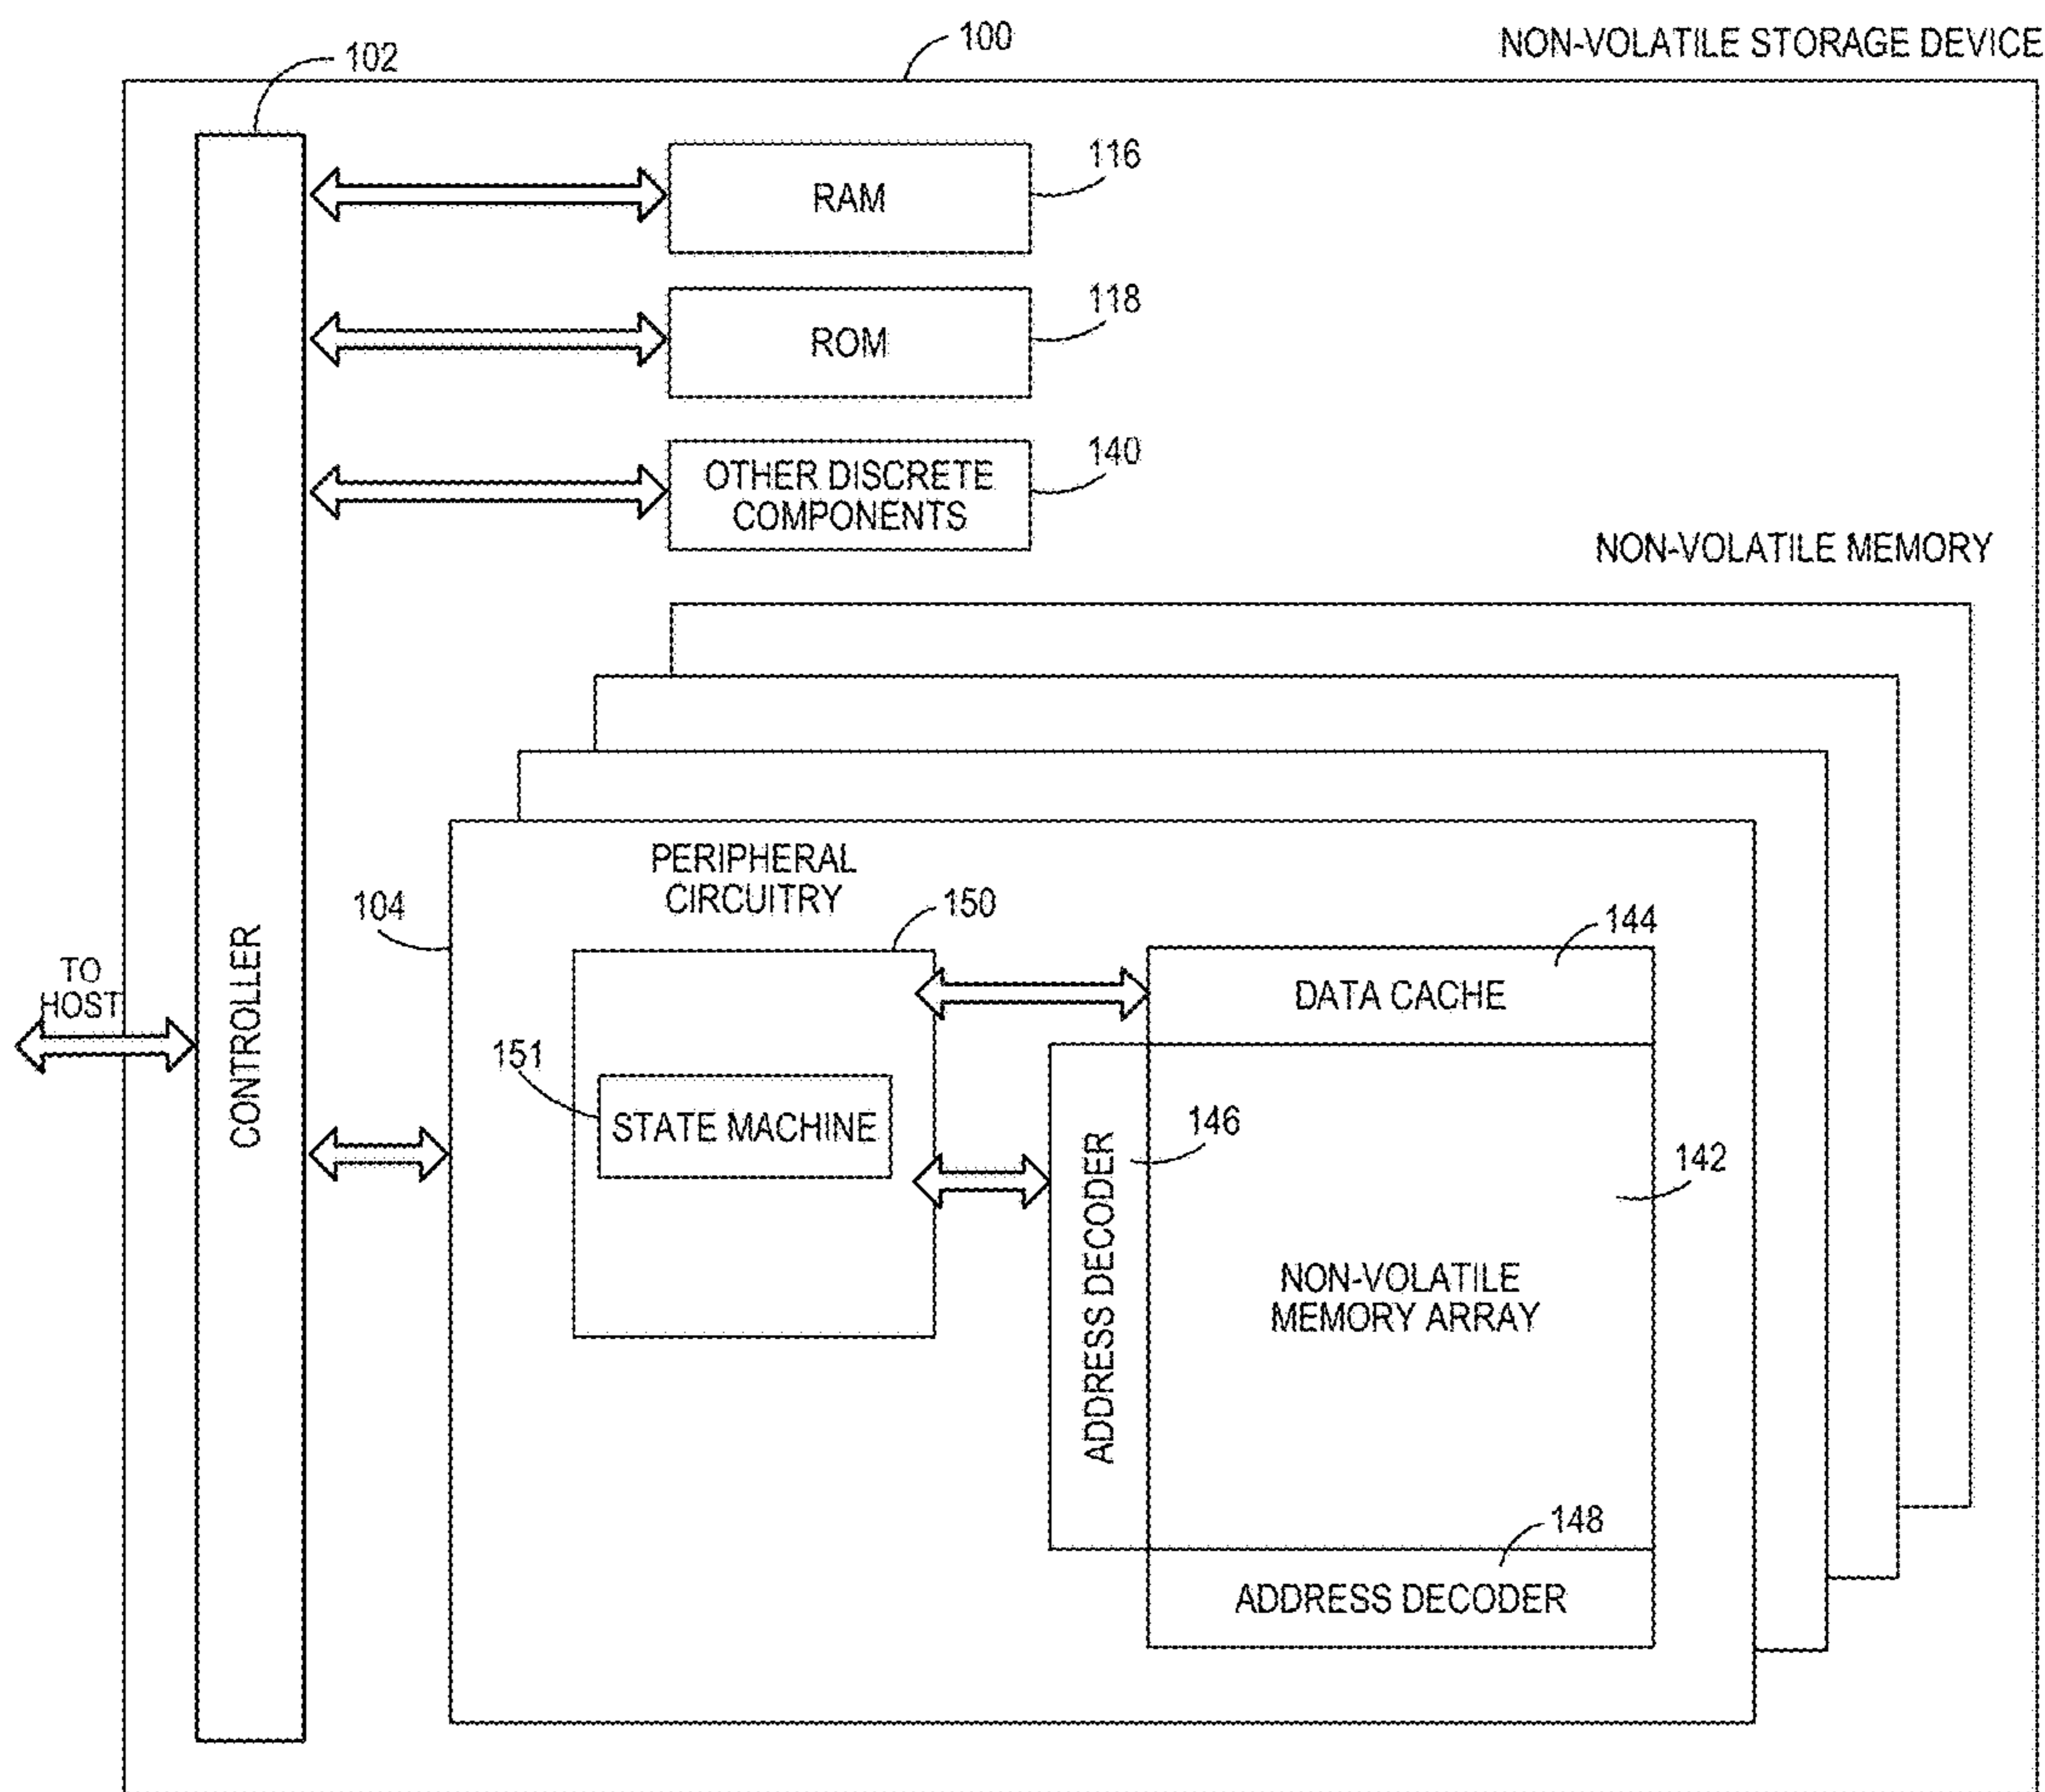 NON-VOLATILE STORAGE DEVICE
100
102
116
RAM
118
ROM
140
OTHER DISCRETE
COMPONENTS
NON-VOLATILE MEMORY
PERIPHERAL
CIRCUITRY
104
150
144
DATA CACHE
TO
HOST
CONTROLLER
151
STATE MACHINE
146
ADDRESS DECODER
142
NON-VOLATILE
MEMORY ARRAY
148
ADDRESS DECODER